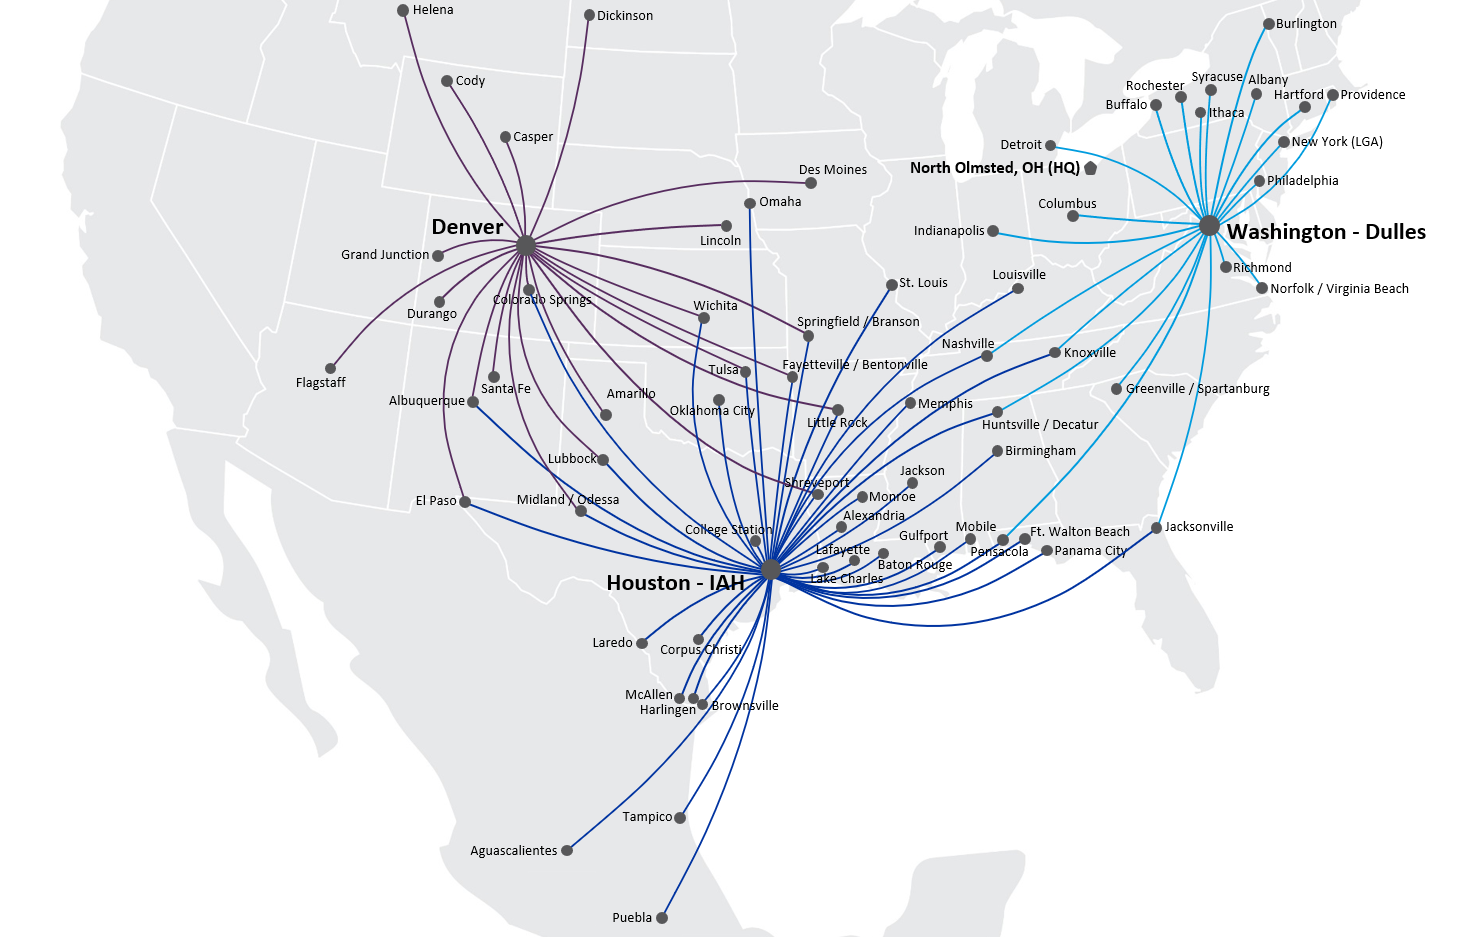 Helena
Dickinson
Burlington
Cody
Syracuse
Albany
Rochester
Hartford
Providence
Buffalo
Ithaca
Casper
Detroit
New York (LGA)
North Olmsted, OH (HQ)
Des Moines
Philadelphia
Omaha
Columbus
Denver
Lincoln
Indianapolis
Washington - Dulles
Grand Junction
Richmond
Louisville
St. Louis
Norfolk / Virginia Beach
Colorado Springs
Wichita
Durango
Springfield / Branson
Nashville
Knoxville
Fayetteville / Bentonville
Tulsa
Flagstaff
Santa Fe
Greenville / Spartanburg
Amarillo
Albuquerque
Memphis
Oklahoma City
Little Rock
Huntsville / Decatur
Birmingham
Lubbock
Jackson
Shreveport
Monroe
El Paso
Midland / Odessa
Alexandria
College Station
Mobile
Jacksonville
Ft. Walton Beach
Gulfport
Lafayette
Pensacola
Panama City
Baton Rouge
Lake Charles
Houston - IAH
Laredo
Corpus Christi
McAllen
Harlingen
Brownsville
Tampico
Aguascalientes
Puebla